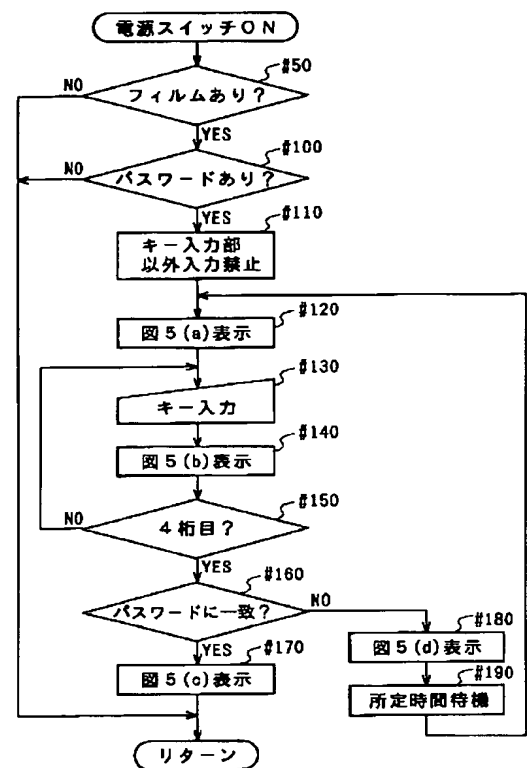 電源スイッチON
#50
NO
フィルムあり?
YES
#100
NO
パスワードあり?
YES
#110
キー入力部
以外入力禁止
#120
図5(a)表示
#130
キー入力
#140
図5(b)表示
#150
NO
4桁目?
YES
#160
パスワードに一致?
NO
YES
#180
図5(d)表示
#170
図5(c)表示
#190
所定時間待機
リターン